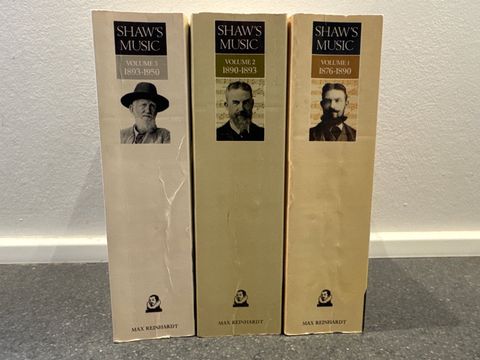 SHAW'S
MUSIC
VOLUME 3
1893-1950
MAX REINHARDT
SHAW'S
MUSIC
VOLUME 2
1890-1893
MAX REINHARDT
SHAW'S
MUSIC
VOLUME 1
1876-1890
MAX REINHARDT